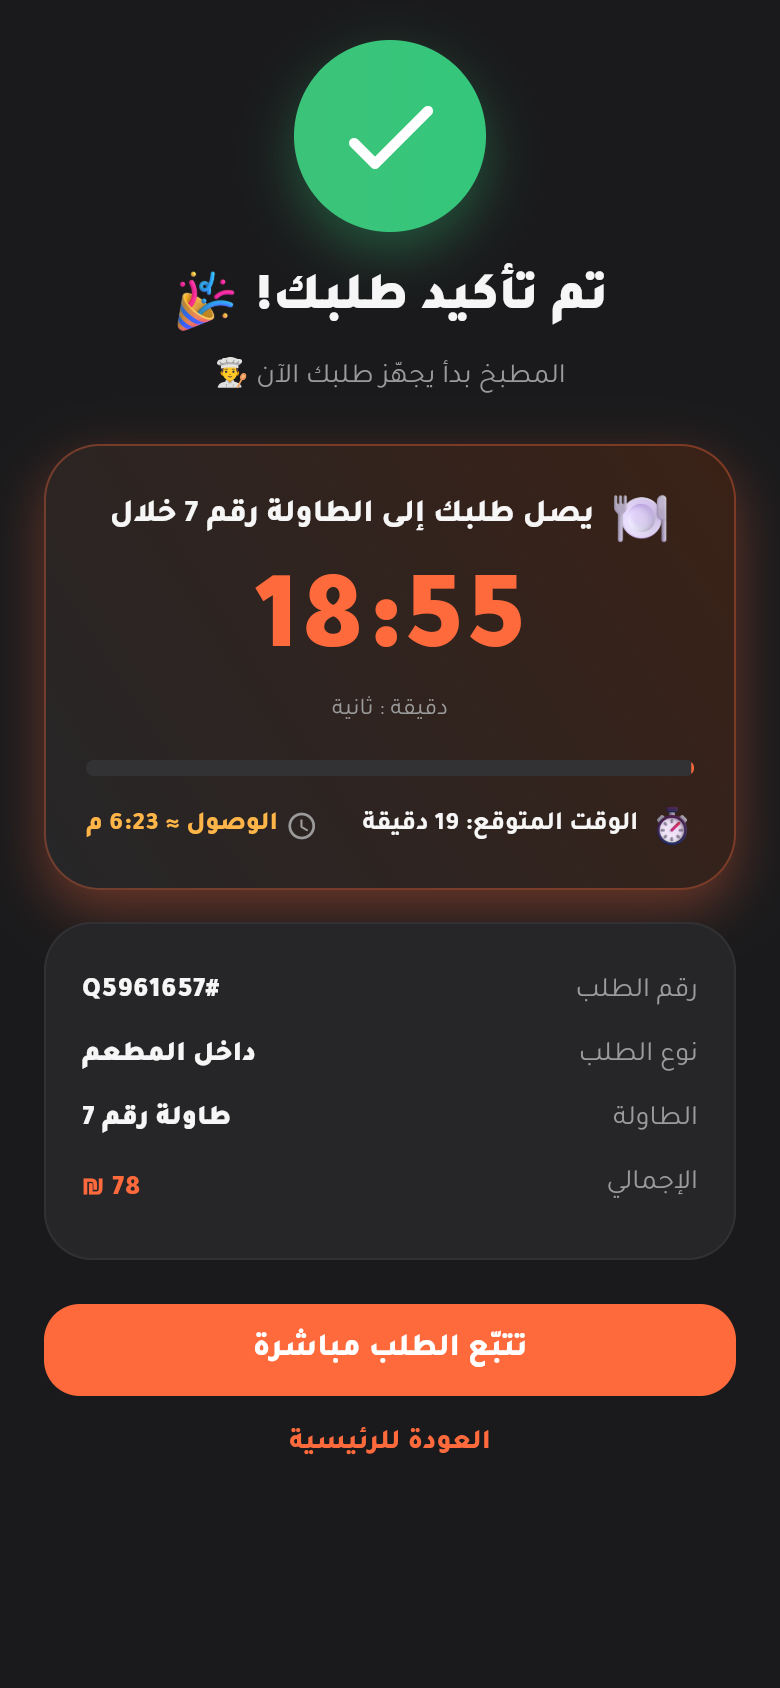 تم تأكيد طلبك! 🎉
المطبخ بدأ يجهّز طلبك الآن 👨‍🍳
🍽️ يصل طلبك إلى الطاولة رقم 7 خلال
18:55
دقيقة : ثانية
⏱️ الوقت المتوقع: 19 دقيقة
الوصول ≈ 6:23 م
رقم الطلب #Q5961657
نوع الطلب داخل المطعم
الطاولة طاولة رقم 7
الإجمالي 78 ₪
تتبّع الطلب مباشرة
العودة للرئيسية